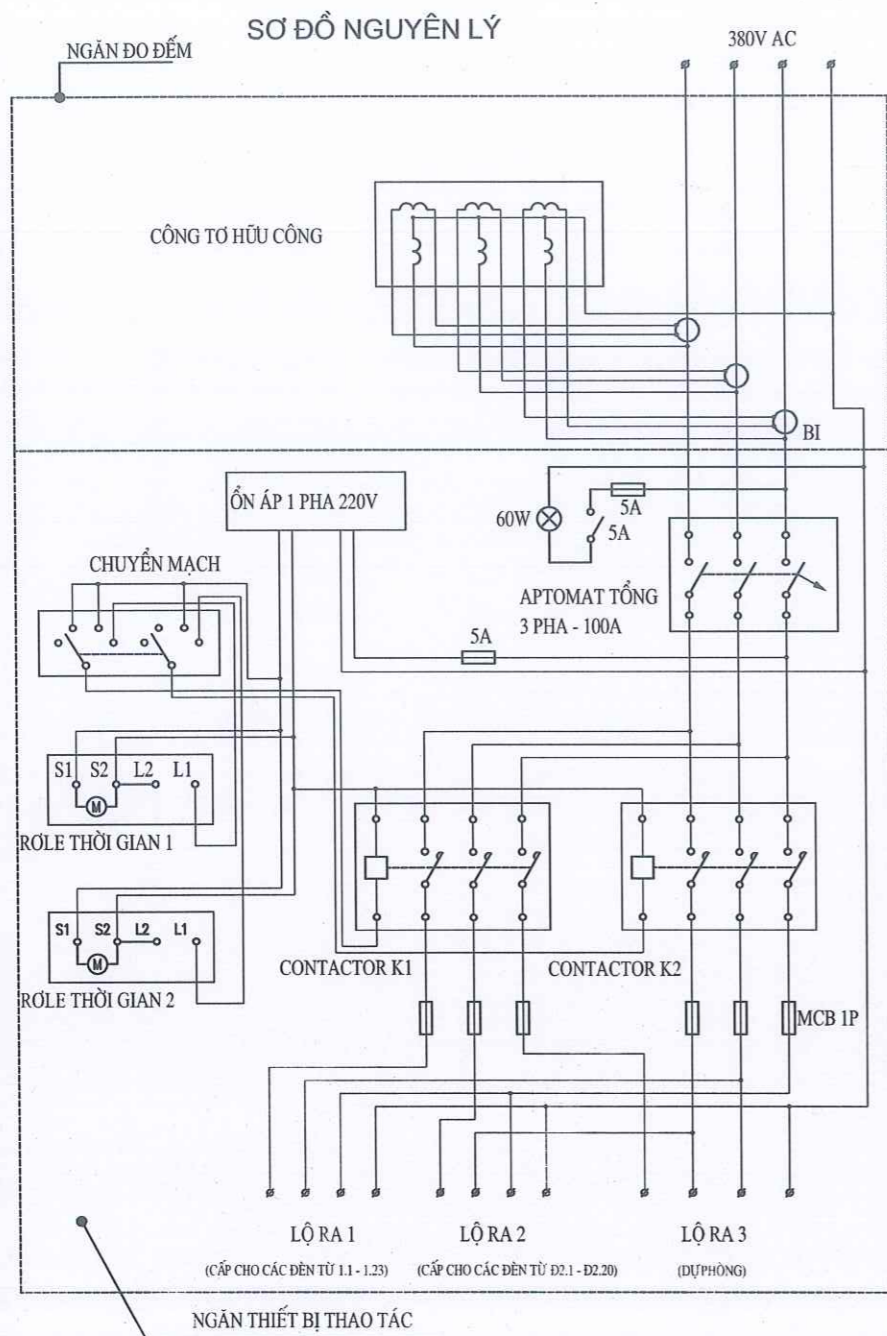 SƠ ĐỒ NGUYÊN LÝ
NGĂN ĐO ĐẾM
380V AC
CÔNG TƠ HỮU CÔNG
BI
ỔN ÁP 1 PHA 220V
60W
5A
5A
CHUYỂN MẠCH
APTOMAT TỔNG
3 PHA - 100A
5A
S1 S2 L2 L1
M
RƠLE THỜI GIAN 1
S1 S2 L2 L1
M
RƠLE THỜI GIAN 2
CONTACTOR K1
CONTACTOR K2
MCB 1P
LỘ RA 1
(CẤP CHO CÁC ĐÈN TỪ 1.1 - 1.23)
LỘ RA 2
(CẤP CHO CÁC ĐÈN TỪ Đ2.1 - Đ2.20)
LỘ RA 3
(DỰ PHÒNG)
NGĂN THIẾT BỊ THAO TÁC